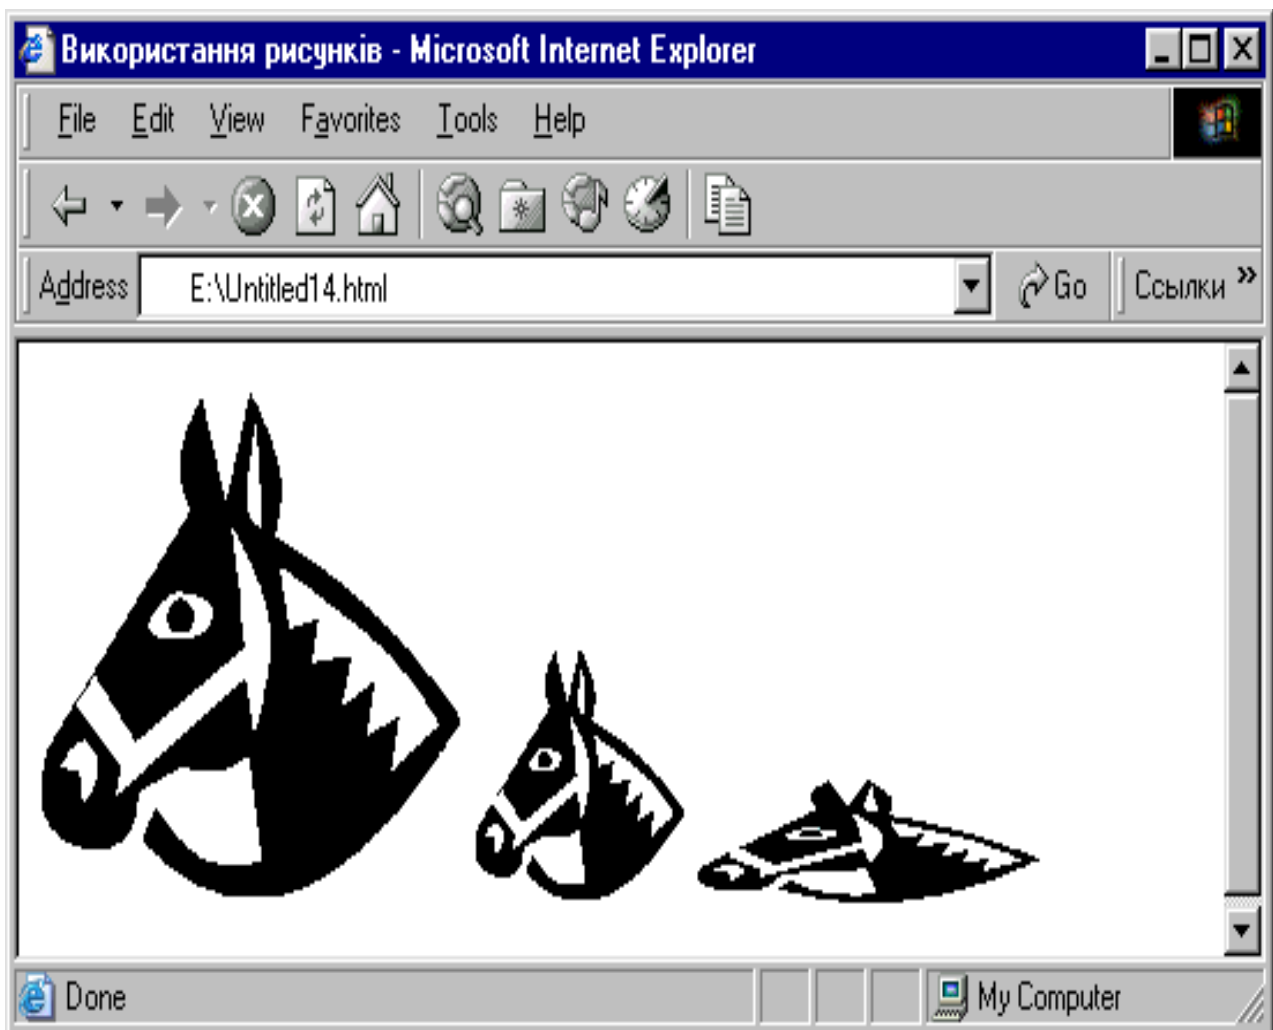 Використання рисунків - Microsoft Internet Explorer
File Edit View Favorites Tools Help
Address E:\Untitled14.html Go Ссылки »
Done My Computer